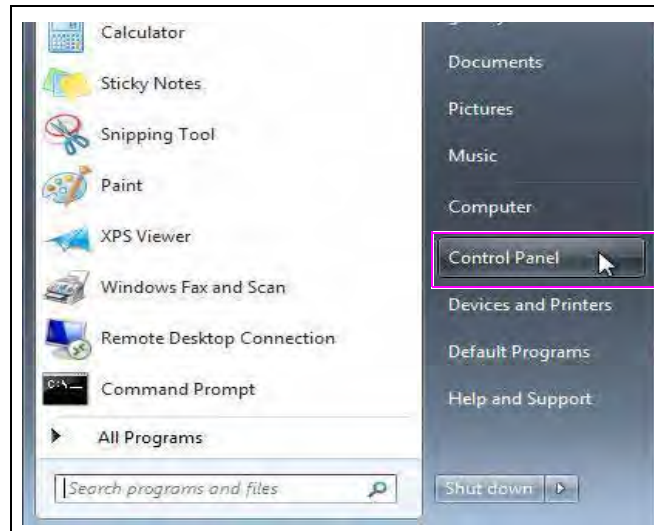 Calculator
Sticky Notes
Snipping Tool
Paint
XPS Viewer
Windows Fax and Scan
Remote Desktop Connection
C:\
Command Prompt
All Programs
Search programs and files
Documents
Pictures
Music
Computer
Control Panel
Devices and Printers
Default Programs
Help and Support
Shut down